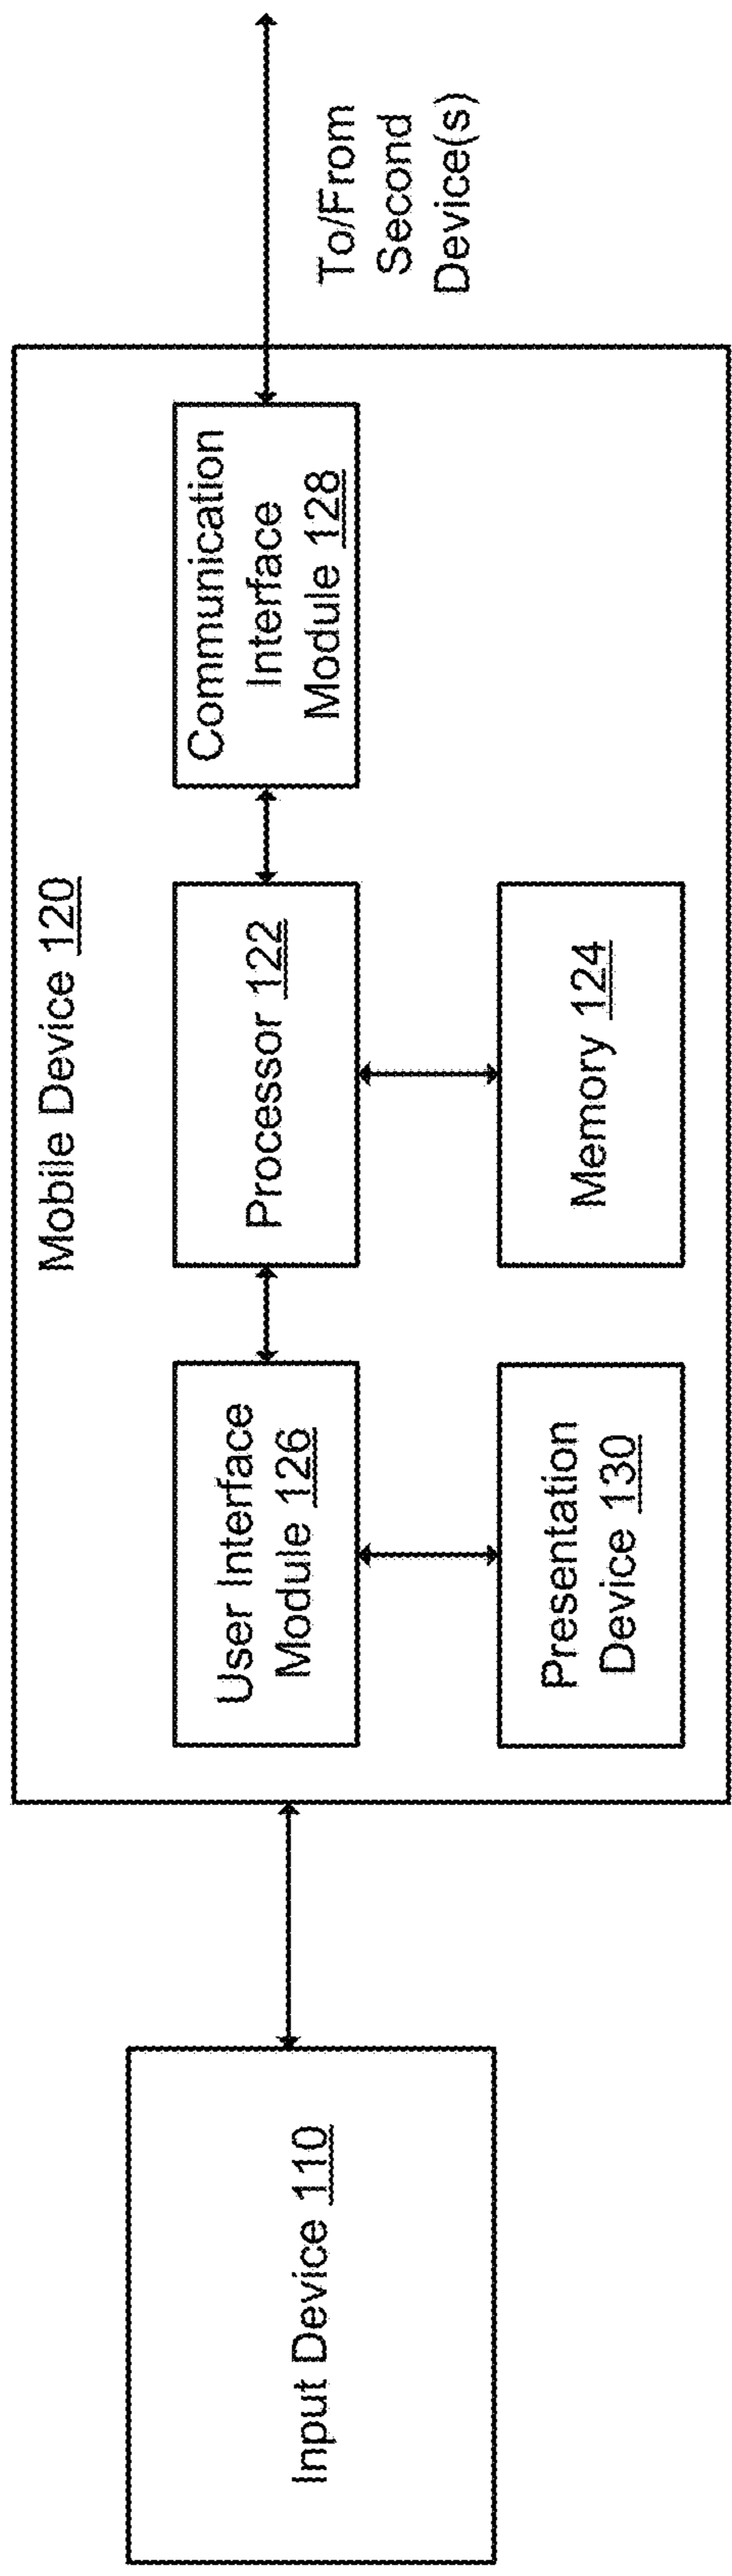 Mobile Device 120
Input Device 110
User Interface
Module 126
Processor 122
Communication
Interface
Module 128
To/From
Second
Device(s)
Presentation
Device 130
Memory 124